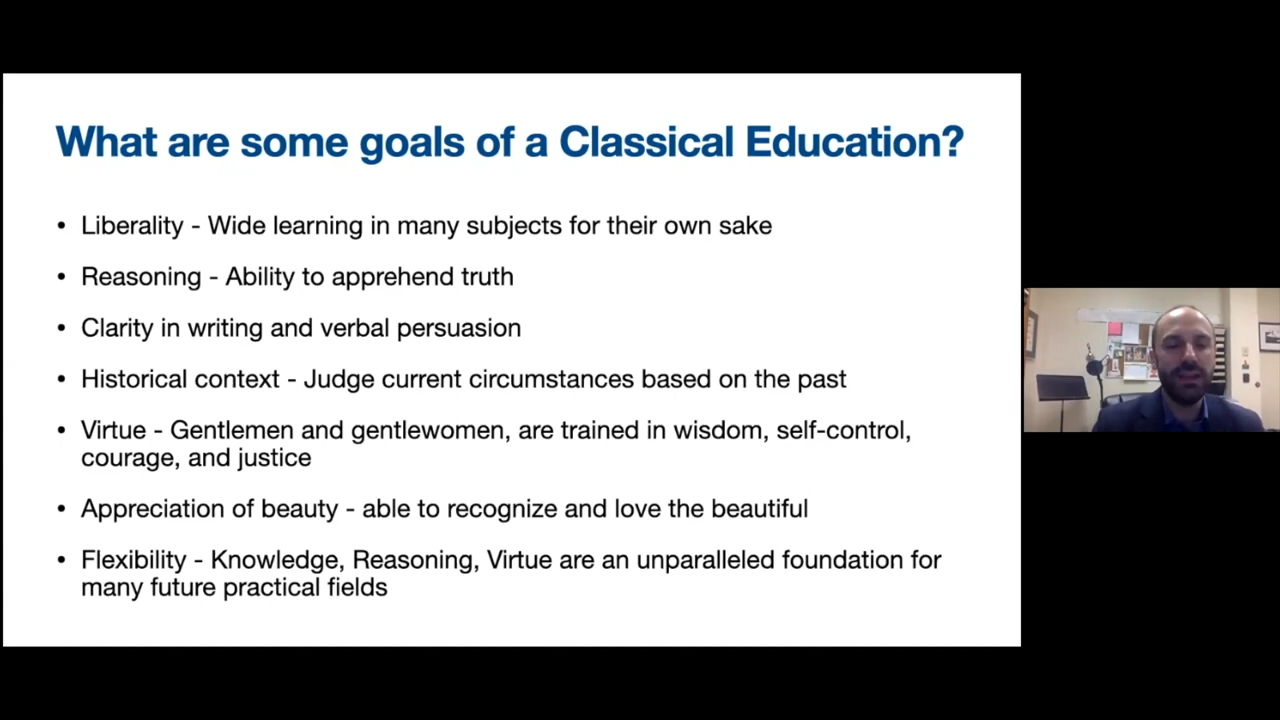 What are some goals of a Classical Education?
• Liberality - Wide learning in many subjects for their own sake
• Reasoning - Ability to apprehend truth
• Clarity in writing and verbal persuasion
• Historical context - Judge current circumstances based on the past
• Virtue - Gentlemen and gentlewomen, are trained in wisdom, self-control,
courage, and justice
• Appreciation of beauty - able to recognize and love the beautiful
• Flexibility - Knowledge, Reasoning, Virtue are an unparalleled foundation for
many future practical fields